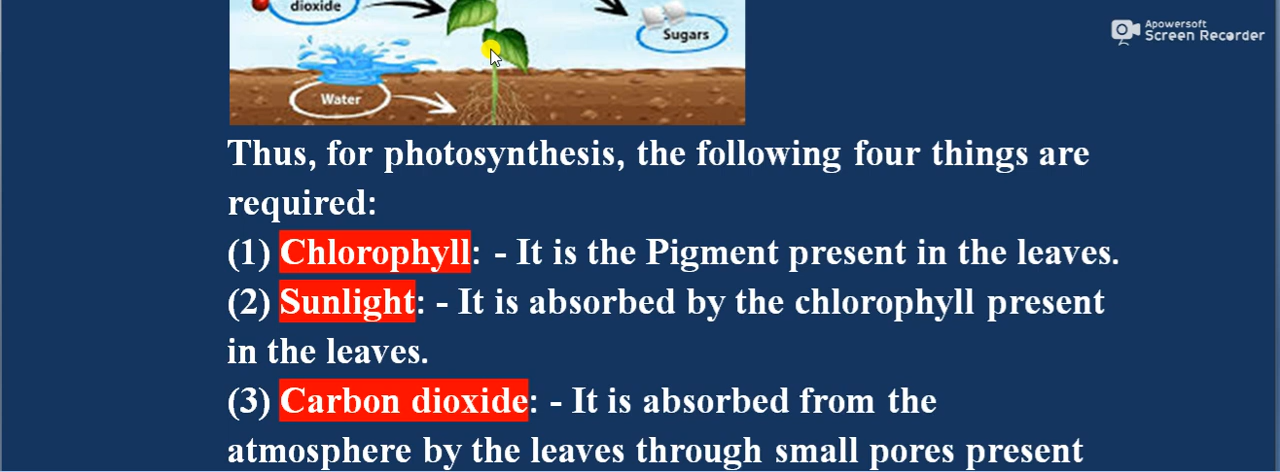 dioxide
Sugars
Water
Apowersoft
Screen Recorder
Thus, for photosynthesis, the following four things are
required:
(1) Chlorophyll: - It is the Pigment present in the leaves.
(2) Sunlight: - It is absorbed by the chlorophyll present
in the leaves.
(3) Carbon dioxide: - It is absorbed from the
atmosphere by the leaves through small pores present